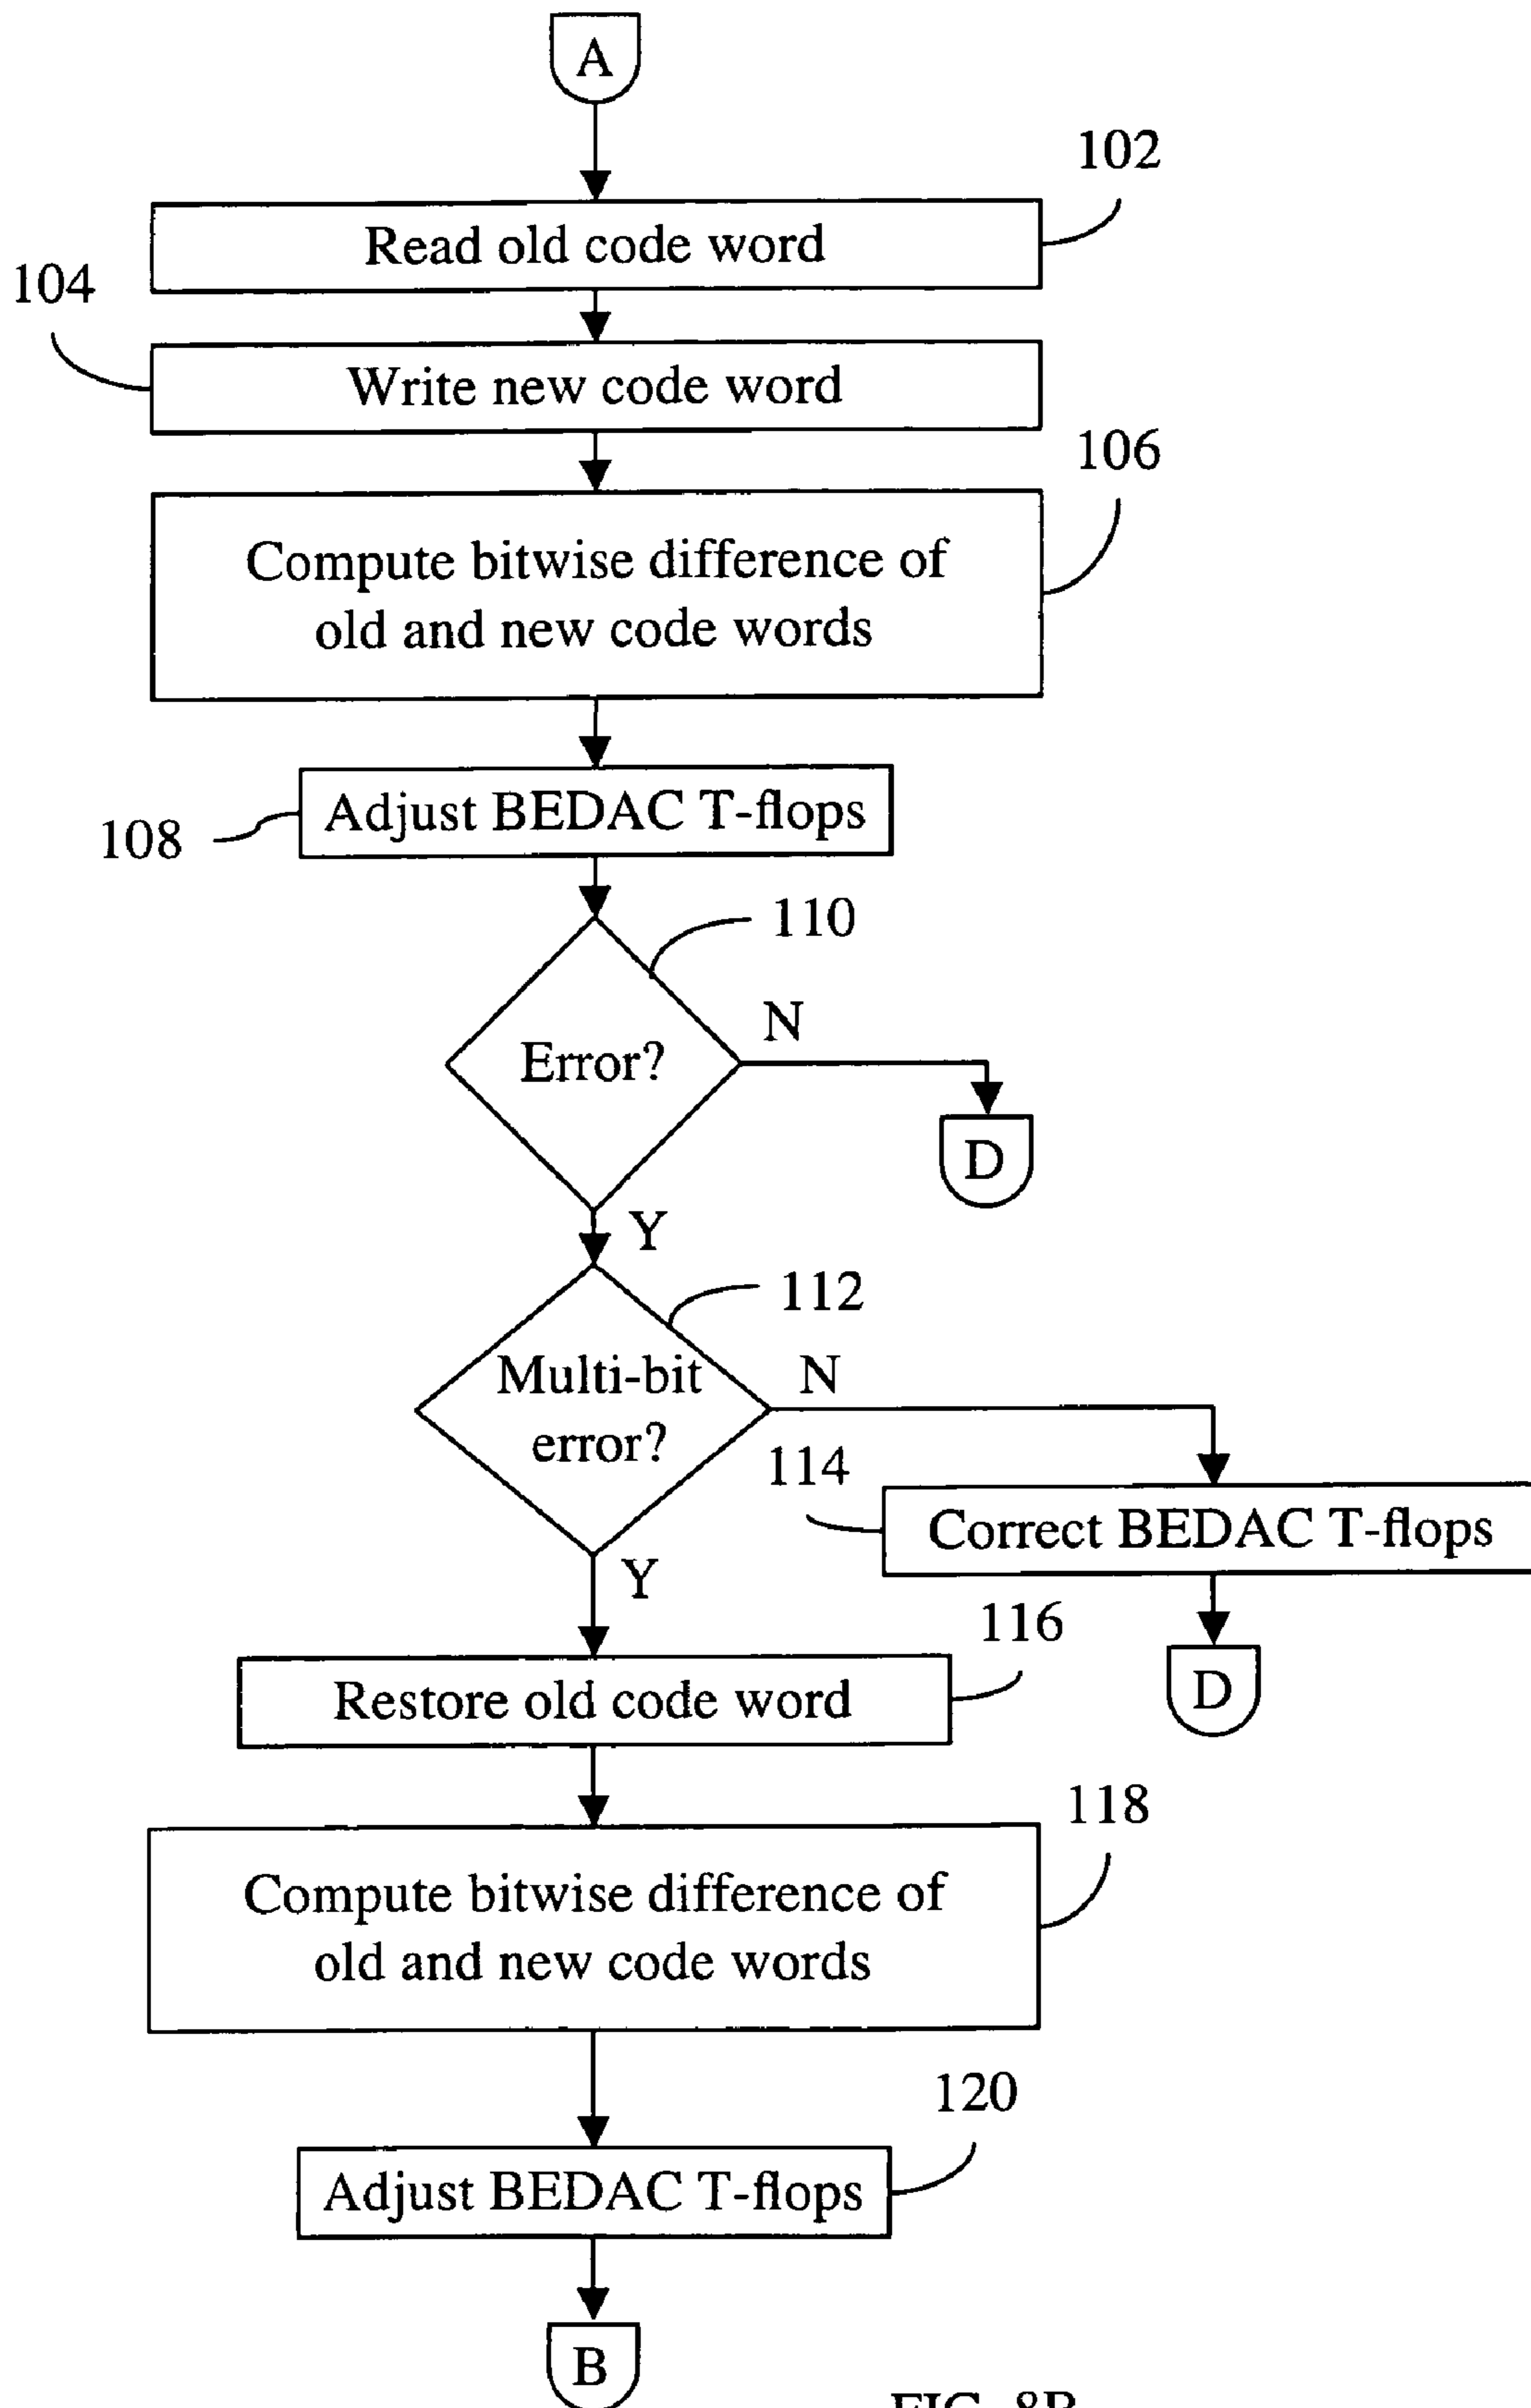 A
102
Read old code word
104
Write new code word
106
Compute bitwise difference of
old and new code words
Adjust BEDAC T-flops
108
110
N
Error?
D
Y
112
Multi-bit
N
error?
114
Correct BEDAC T-flops
Y
116
Restore old code word
D
118
Compute bitwise difference of
old and new code words
120
Adjust BEDAC T-flops
B
FIG. 8B